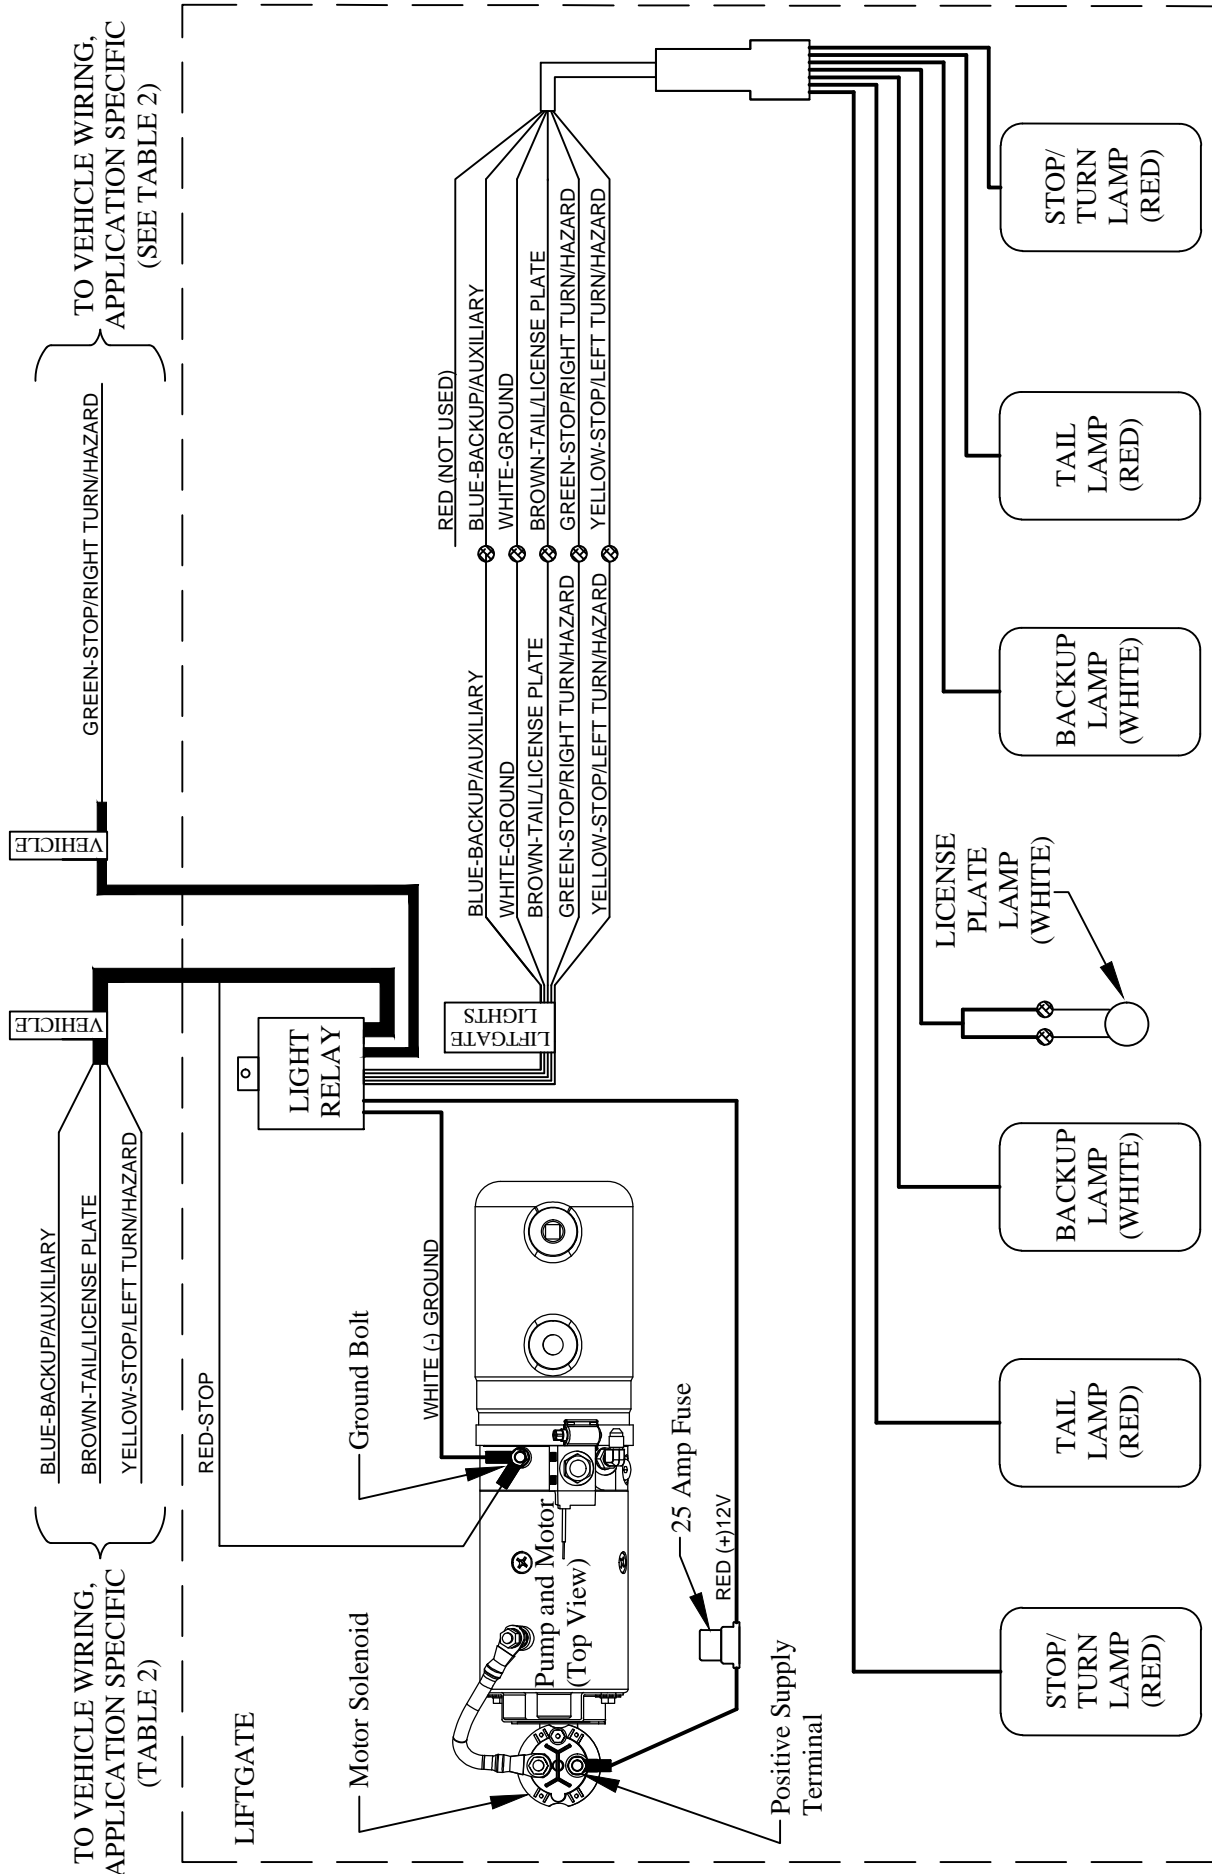 TO VEHICLE WIRING,
APPLICATION SPECIFIC
(TABLE 2)
BLUE-BACKUP/AUXILIARY
BROWN-TAIL/LICENSE PLATE
YELLOW-STOP/LEFT TURN/HAZARD
VEHICLE
VEHICLE
GREEN-STOP/RIGHT TURN/HAZARD
TO VEHICLE WIRING,
APPLICATION SPECIFIC
(SEE TABLE 2)
LIFTGATE
RED-STOP
LIGHT
RELAY
Motor Solenoid
Ground Bolt
WHITE (-) GROUND
Pump and Motor
(Top View)
LIFTGATE
LIGHTS
BLUE-BACKUP/AUXILIARY
WHITE-GROUND
BROWN-TAIL/LICENSE PLATE
GREEN-STOP/RIGHT TURN/HAZARD
YELLOW-STOP/LEFT TURN/HAZARD
RED (NOT USED)
BLUE-BACKUP/AUXILIARY
WHITE-GROUND
BROWN-TAIL/LICENSE PLATE
GREEN-STOP/RIGHT TURN/HAZARD
YELLOW-STOP/LEFT TURN/HAZARD
25 Amp Fuse
RED (+)12V
Positive Supply
Terminal
STOP/
TURN
LAMP
(RED)
TAIL
LAMP
(RED)
BACKUP
LAMP
(WHITE)
LICENSE
PLATE
LAMP
(WHITE)
BACKUP
LAMP
(WHITE)
TAIL
LAMP
(RED)
STOP/
TURN
LAMP
(RED)